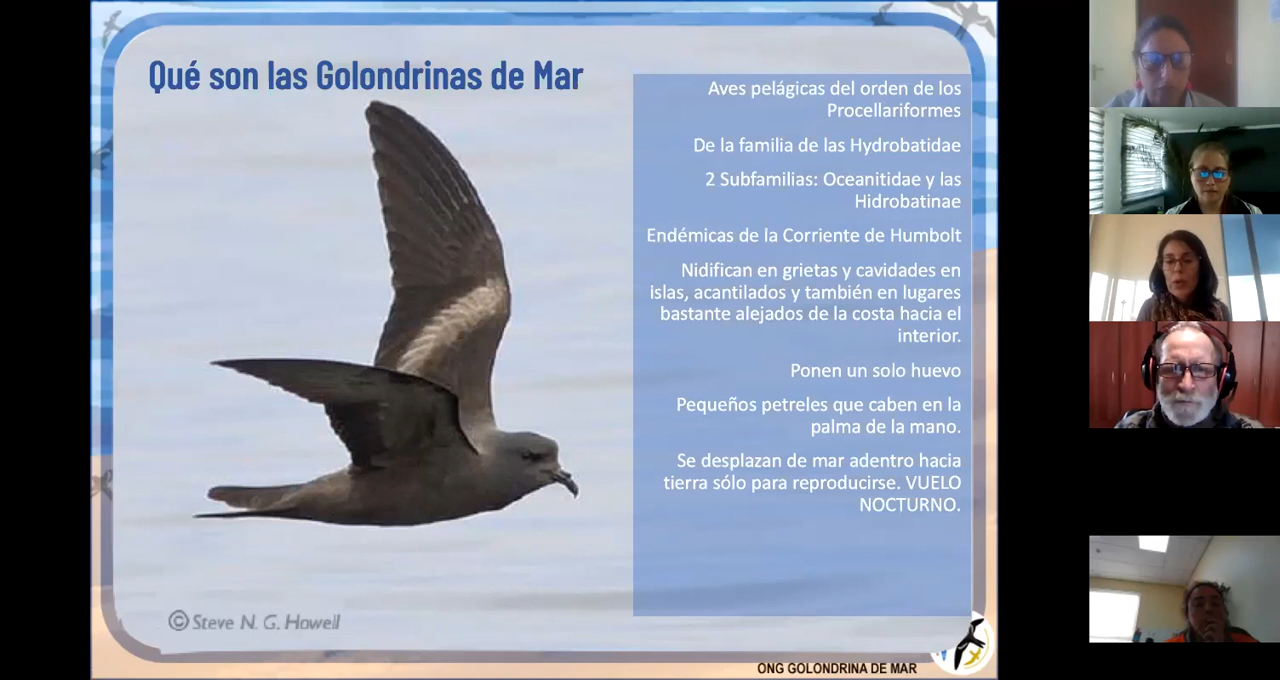 Qué son las Golondrinas de Mar
Aves pelágicas del orden de los
Procellariformes
De la familia de las Hydrobatidae
2 Subfamilias: Oceanitidae y las
Hidrobatinae
Endémicas de la Corriente de Humbolt
Nidifican en grietas y cavidades en
islas, acantilados y también en lugares
bastante alejados de la costa hacia el
interior.
Ponen un solo huevo
Pequeños petreles que caben en la
palma de la mano.
Se desplazan de mar adentro hacia
tierra sólo para reproducirse. VUELO
NOCTURNO.
© Steve N. G. Howell
ONG GOLONDRINA DE MAR